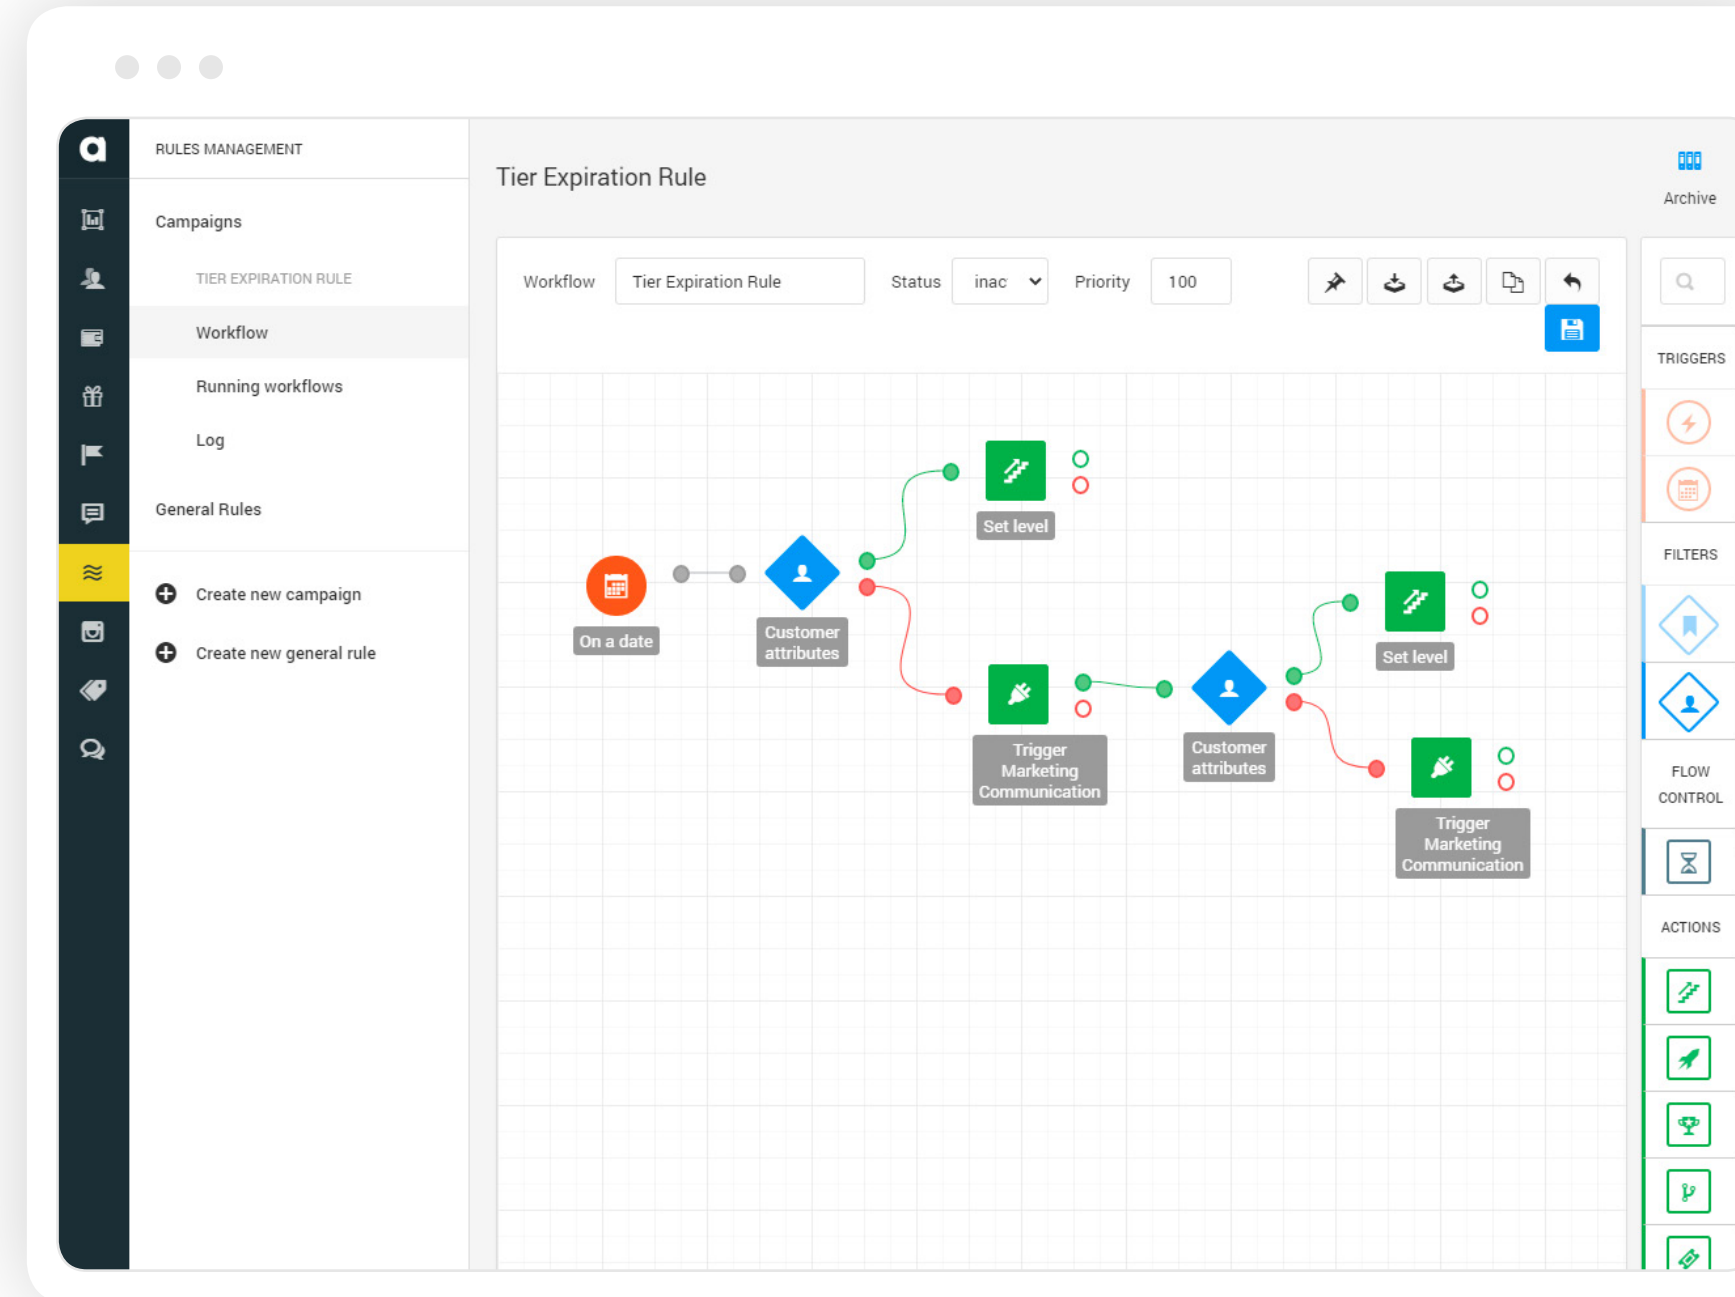 a
RULES MANAGEMENT
Campaigns
TIER EXPIRATION RULE
Workflow
Running workflows
Log
General Rules
Create new campaign
Create new general rule
Tier Expiration Rule
Archive
Workflow
Tier Expiration Rule
Status
inac
Priority
100
On a date
Customer
attributes
Set level
Trigger
Marketing
Communication
Customer
attributes
Set level
Trigger
Marketing
Communication
TRIGGERS
FILTERS
FLOW
CONTROL
ACTIONS